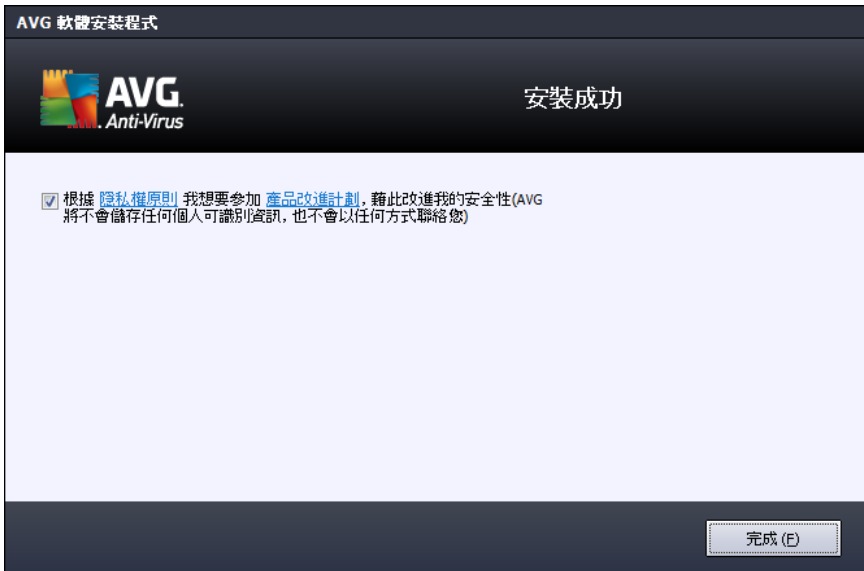 AVG 軟體安裝程式
AVG.
Anti-Virus
安裝成功
根據 隱私權原則 我想要參加 產品改進計劃, 藉此改進我的安全性(AVG
將不會儲存任何個人可識別資訊, 也不會以任何方式聯絡您)
完成 (F)